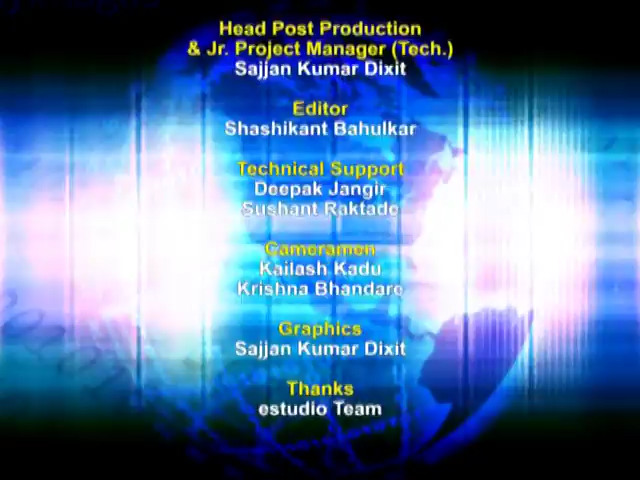 Head Post Production
& Jr. Project Manager (Tech.)
Sajjan Kumar Dixit
Editor
Shashikant Bahulkar
Technical Support
Deepak Jangir
Sushant Raktade
Cameramen
Kailash Kadu
Krishna Bhandare
Graphics
Sajjan Kumar Dixit
Thanks
estudio Team